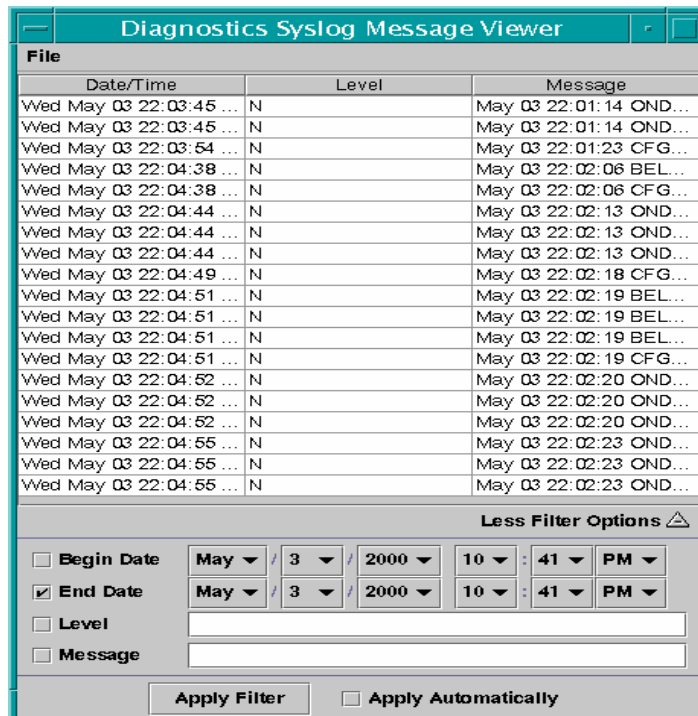 Diagnostics Syslog Message Viewer
File
Date/Time Level Message
Wed May 03 22:03:45 ... N May 03 22:01:14 OND...
Wed May 03 22:03:45 ... N May 03 22:01:14 OND...
Wed May 03 22:03:54 ... N May 03 22:01:23 CFG...
Wed May 03 22:04:38 ... N May 03 22:02:06 BEL...
Wed May 03 22:04:38 ... N May 03 22:02:06 CFG...
Wed May 03 22:04:44 ... N May 03 22:02:13 OND...
Wed May 03 22:04:44 ... N May 03 22:02:13 OND...
Wed May 03 22:04:44 ... N May 03 22:02:13 OND...
Wed May 03 22:04:49 ... N May 03 22:02:18 CFG...
Wed May 03 22:04:51 ... N May 03 22:02:19 BEL...
Wed May 03 22:04:51 ... N May 03 22:02:19 BEL...
Wed May 03 22:04:51 ... N May 03 22:02:19 BEL...
Wed May 03 22:04:51 ... N May 03 22:02:19 CFG...
Wed May 03 22:04:52 ... N May 03 22:02:20 OND...
Wed May 03 22:04:52 ... N May 03 22:02:20 OND...
Wed May 03 22:04:52 ... N May 03 22:02:20 OND...
Wed May 03 22:04:55 ... N May 03 22:02:23 OND...
Wed May 03 22:04:55 ... N May 03 22:02:23 OND...
Wed May 03 22:04:55 ... N May 03 22:02:23 OND...
Less Filter Options
Begin Date May / 3 / 2000 10 : 41 PM
End Date May / 3 / 2000 10 : 41 PM
Level
Message
Apply Filter Apply Automatically